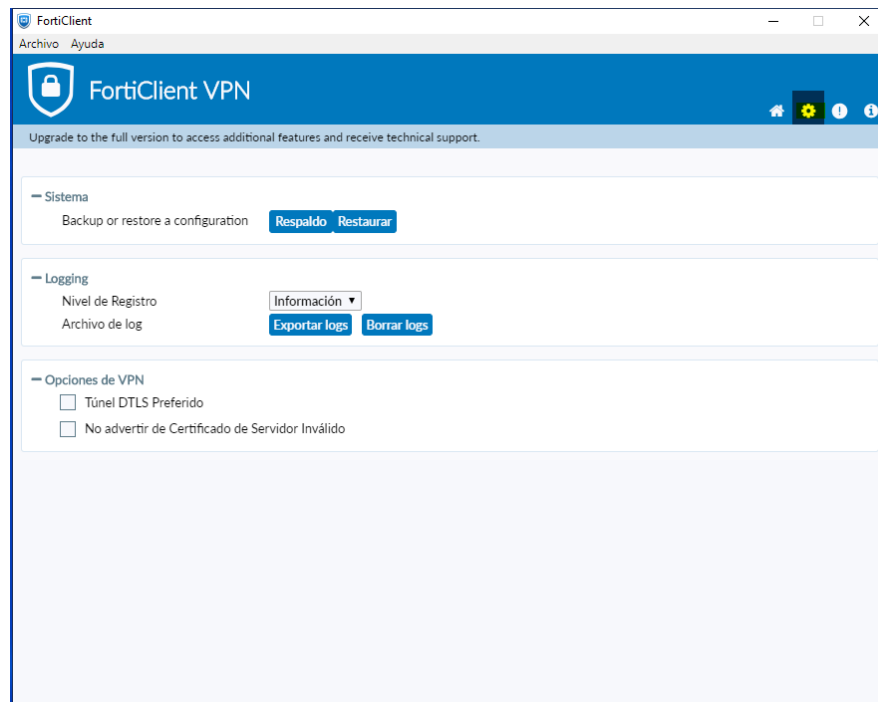 FortiClient
Archivo Ayuda
FortiClient VPN
Upgrade to the full version to access additional features and receive technical support.
Sistema
Backup or restore a configuration Respaldo Restaurar
Logging
Nivel de Registro Información
Archivo de log Exportar logs Borrar logs
Opciones de VPN
Túnel DTLS Preferido
No advertir de Certificado de Servidor Inválido